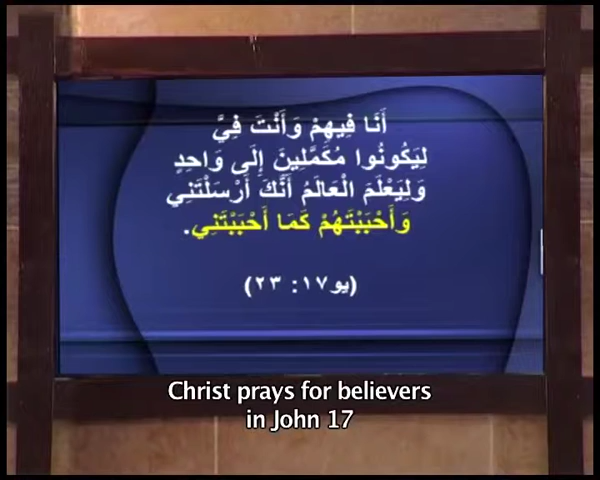 أَنَا فِيهِمْ وَأَنْتَ فِيَّ
لِيَكُونُوا مُكَمَّلِينَ إِلَى وَاحِدٍ
وَلِيَعْلَمَ الْعَالَمُ أَنَّكَ أَرْسَلْتَنِي
وَأَحْبَبْتَهُمْ كَمَا أَحْبَبْتَنِي.
(يو١٧: ٢٣)
Christ prays for believers
in John 17